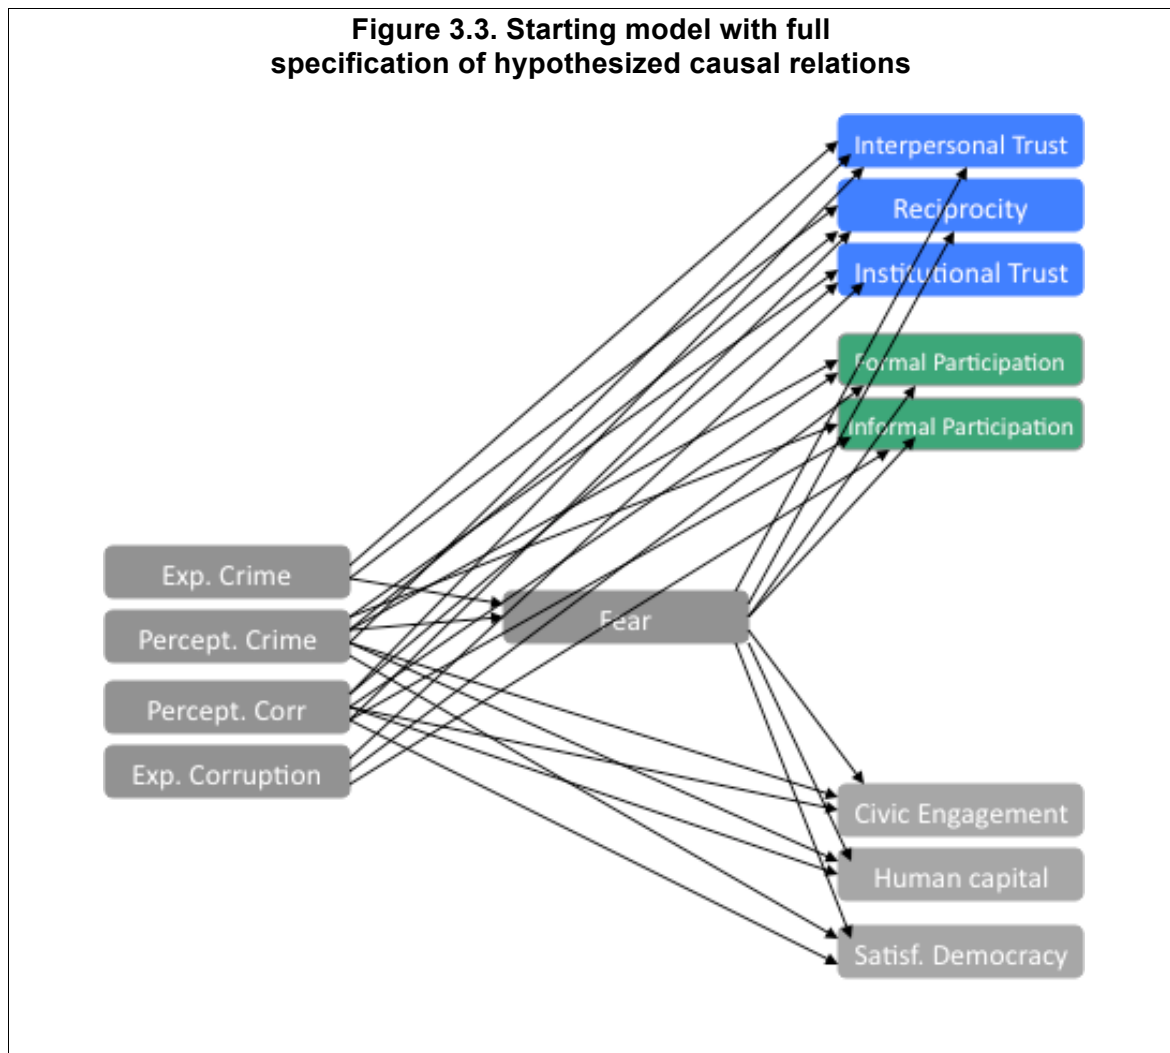 Figure 3.3. Starting model with full
specification of hypothesized causal relations
Interpersonal Trust
Reciprocity
Institutional Trust
Formal Participation
Informal Participation
Exp. Crime
Percept. Crime
Percept. Corr
Exp. Corruption
Fear
Civic Engagement
Human capital
Satisf. Democracy